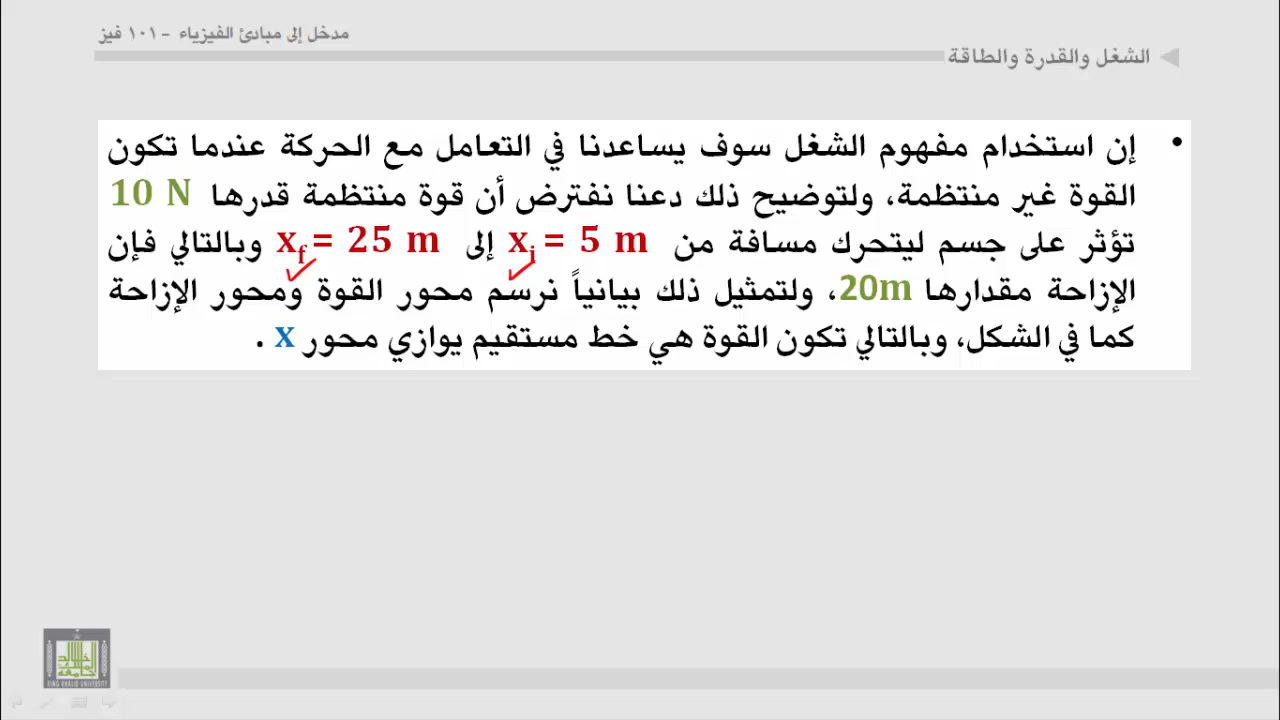 مدخل إلى مبادئ الفيزياء - ١٠١ فيز
الشغل والقدرة والطاقة
• إن استخدام مفهوم الشغل سوف يساعدنا في التعامل مع الحركة عندما تكون
القوة غير منتظمة، ولتوضيح ذلك دعنا نفترض أن قوة منتظمة قدرها 10 N
تؤثر على جسم ليتحرك مسافة من xi = 5 m إلى xf = 25 m وبالتالي فإن
الإزاحة مقدارها 20m، ولتمثيل ذلك بيانياً نرسم محور القوة ومحور الإزاحة
كما في الشكل، وبالتالي تكون القوة هي خط مستقيم يوازي محور x .
KING KHALID UNIVERSITY